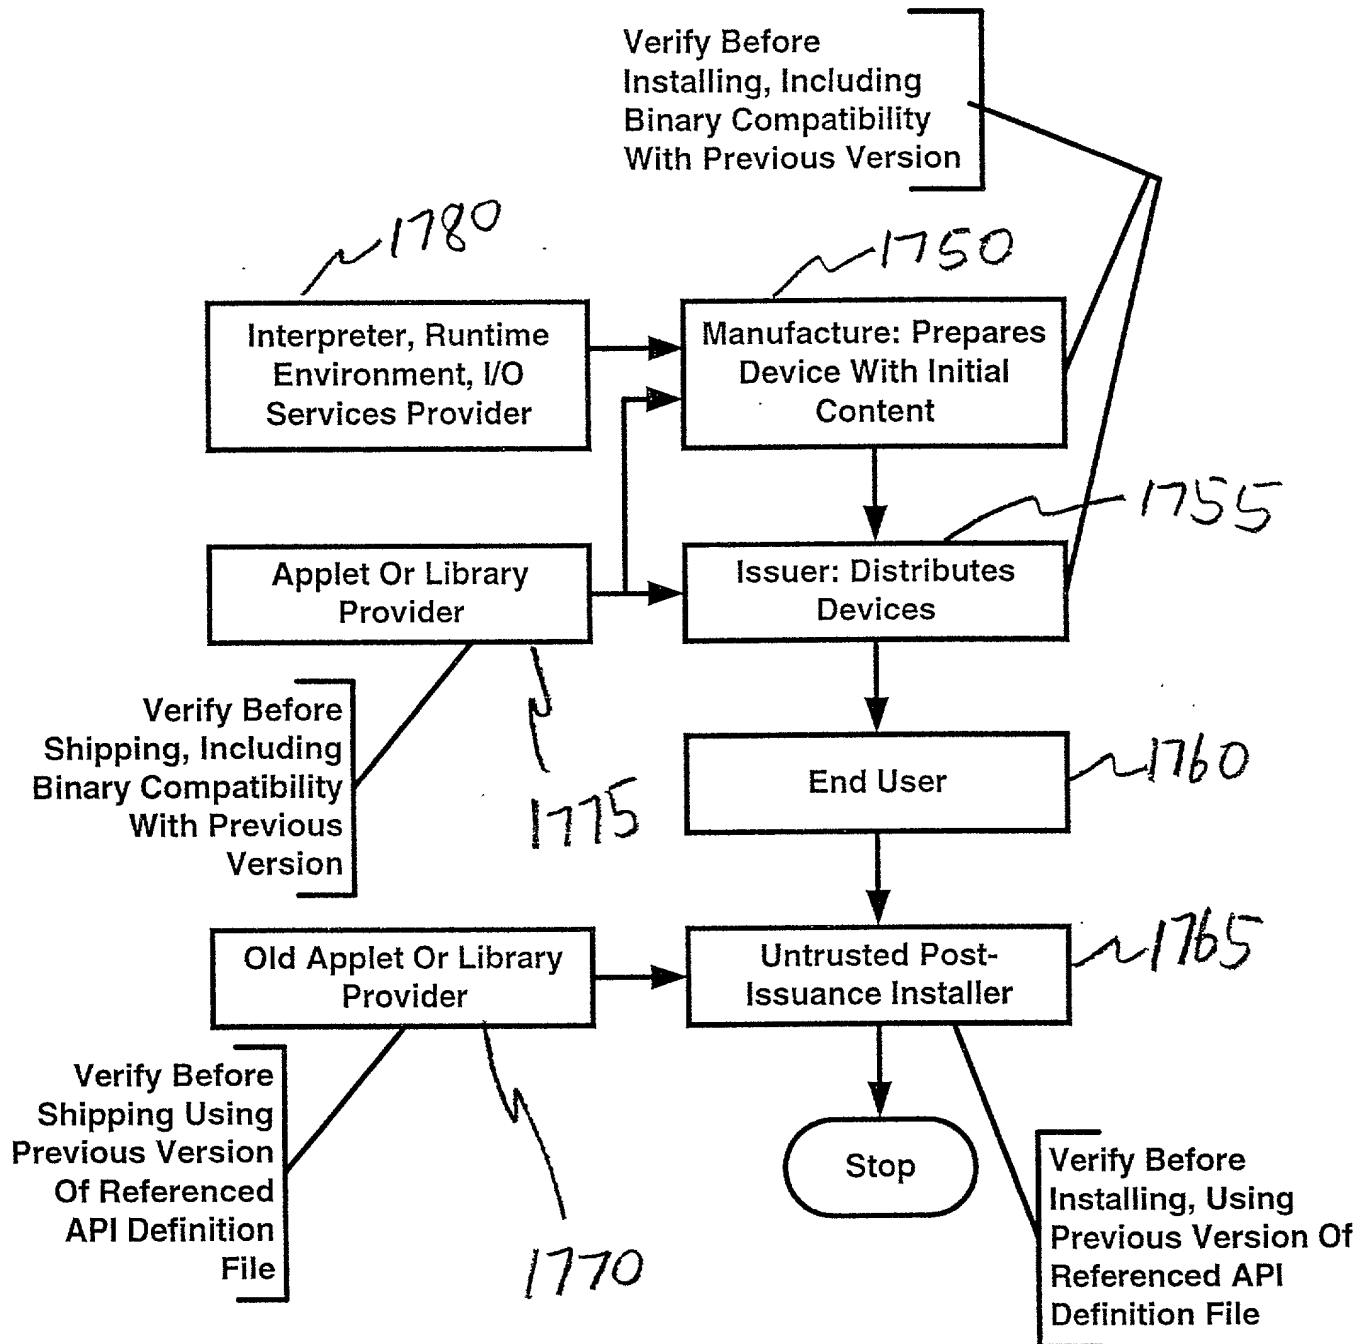 Verify Before
Installing, Including
Binary Compatibility
With Previous Version
1780
1750
Interpreter, Runtime
Environment, I/O
Services Provider
Manufacture: Prepares
Device With Initial
Content
1755
Applet Or Library
Provider
Issuer: Distributes
Devices
Verify Before
Shipping, Including
Binary Compatibility
With Previous
Version
1775
End User
1760
Old Applet Or Library
Provider
Untrusted Post-
Issuance Installer
1765
Verify Before
Shipping Using
Previous Version
Of Referenced
API Definition
File
1770
Stop
Verify Before
Installing, Using
Previous Version Of
Referenced API
Definition File